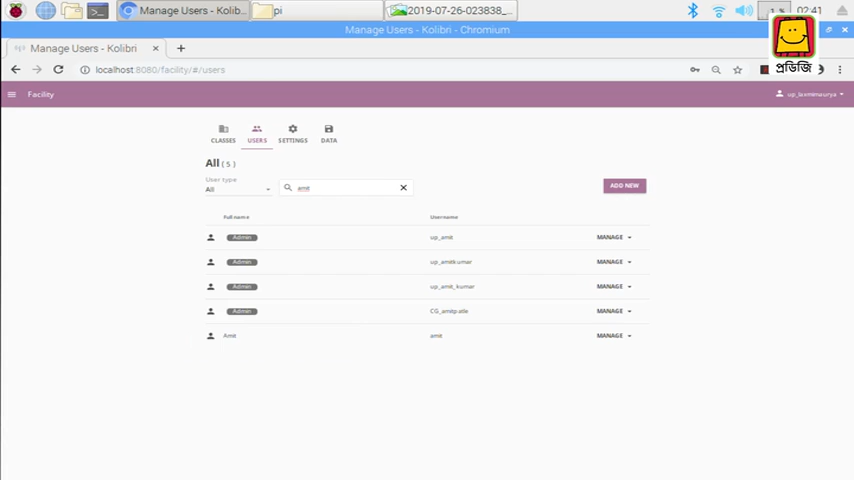 Manage Users - Kolib...
pi
2019-07-26-023838_...
1 %
02:41
Manage Users - Kolibri - Chromium
Manage Users - Kolibri
localhost:8080/facility/#/users
প্রডিজি
Facility
up_laxmimaurya
CLASSES
USERS
SETTINGS
DATA
All ( 5 )
User type
All
amit
ADD NEW
Full name
Username
Admin
up_amit
MANAGE
Admin
up_amitkumar
MANAGE
Admin
up_amit_kumar
MANAGE
Admin
CG_amitpatle
MANAGE
Amit
amit
MANAGE